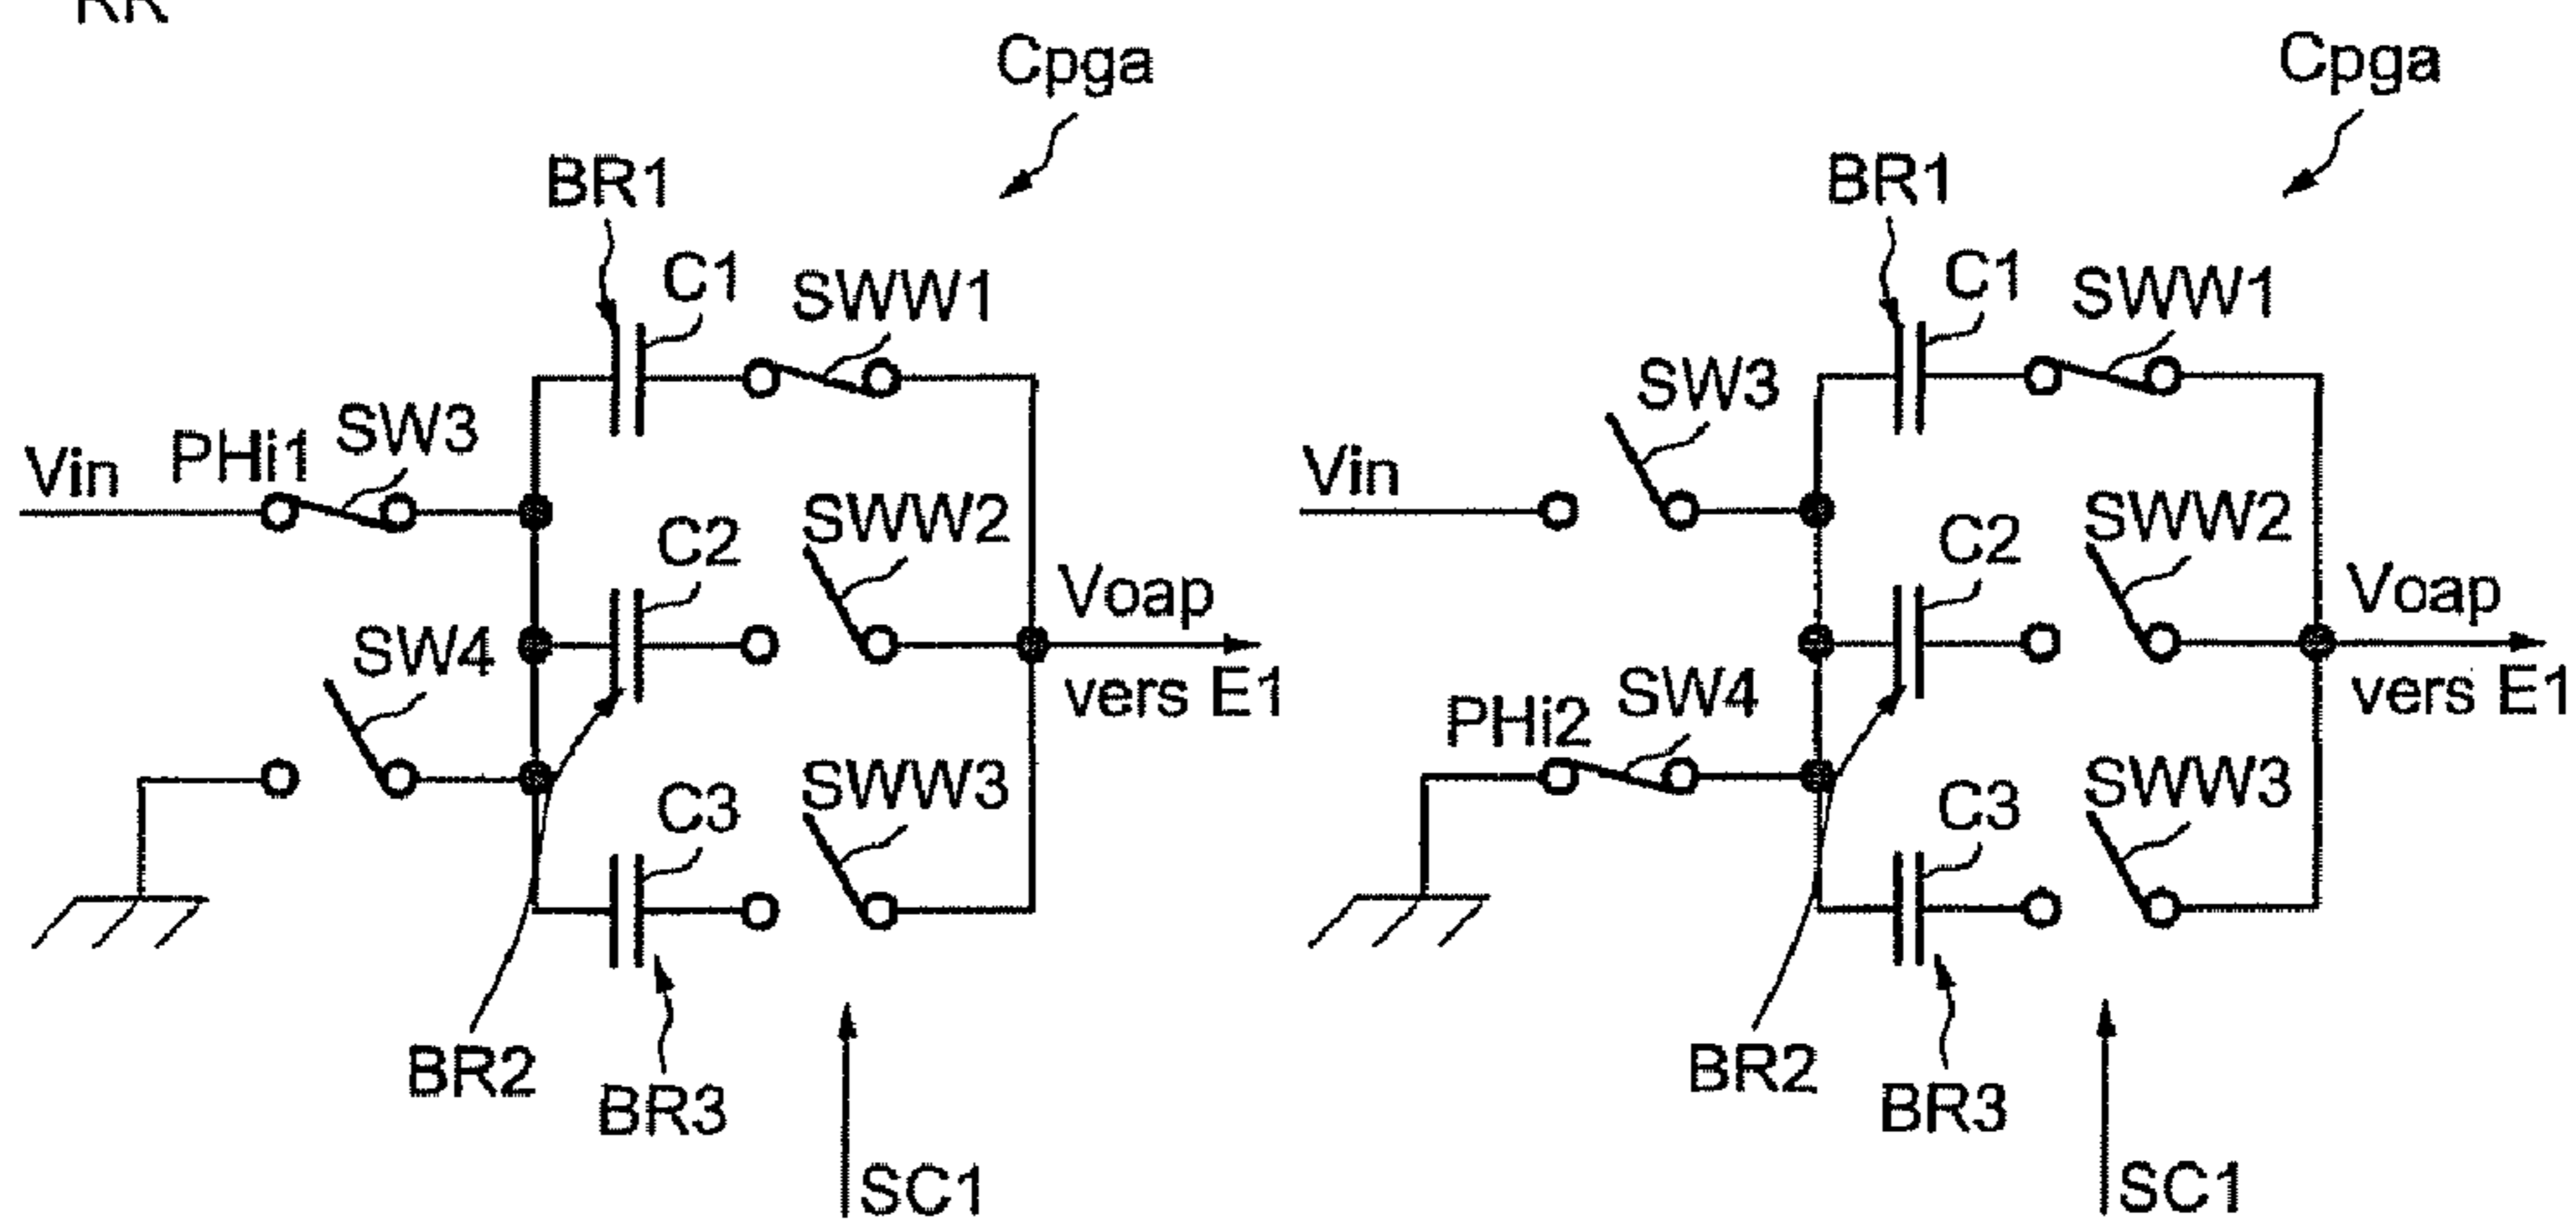 RR
Cpga
BR1
C1
SWW1
Vin
PHi1
SW3
C2
SWW2
Voap
vers E1
SW4
C3
SWW3
BR2
BR3
SC1
Cpga
BR1
C1
SWW1
Vin
SW3
C2
SWW2
Voap
vers E1
PHi2
SW4
C3
SWW3
BR2
BR3
SC1